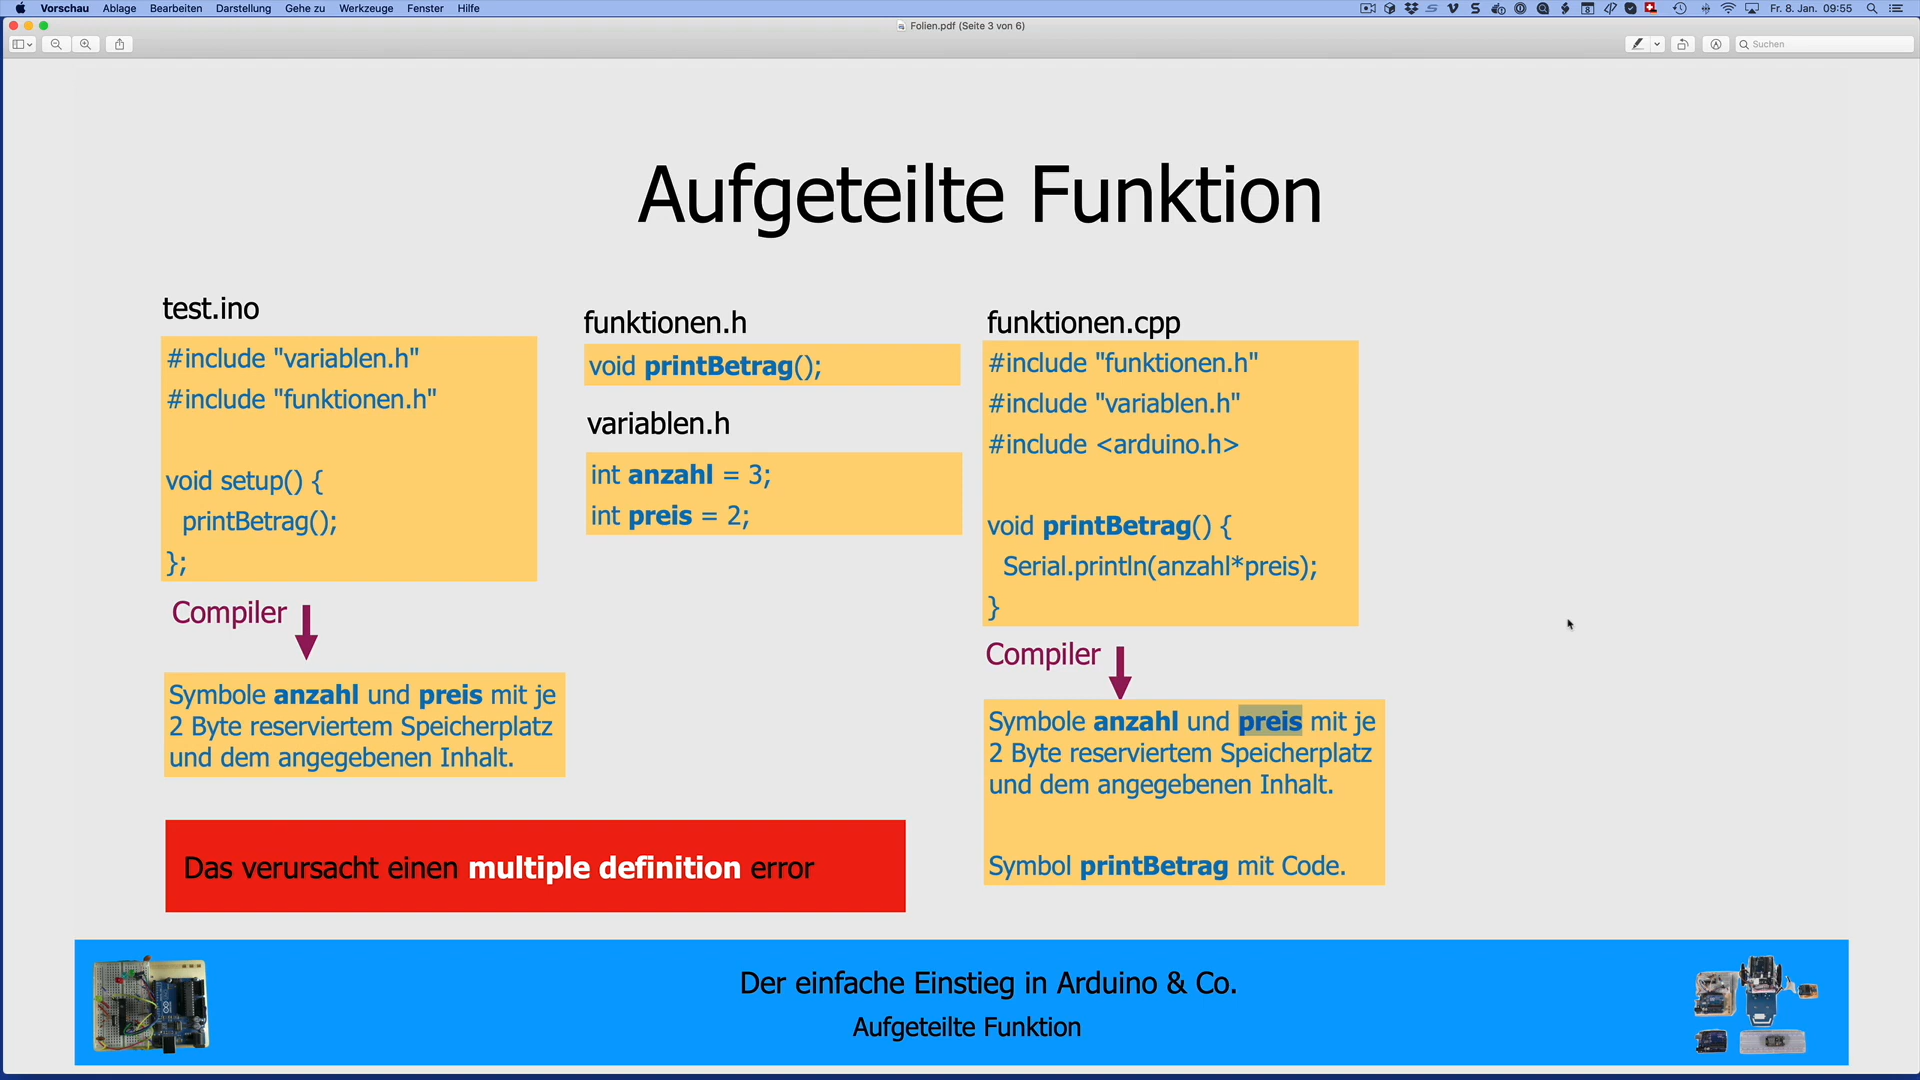 Vorschau Ablage Bearbeiten Darstellung Gehe zu Werkzeuge Fenster Hilfe
Fr. 8. Jan. 09:55
Folien.pdf (Seite 3 von 6)
Suchen
Aufgeteilte Funktion
test.ino
#include "variablen.h"
#include "funktionen.h"
void setup() {
printBetrag();
};
Compiler
Symbole anzahl und preis mit je
2 Byte reserviertem Speicherplatz
und dem angegebenen Inhalt.
funktionen.h
void printBetrag();
variablen.h
int anzahl = 3;
int preis = 2;
funktionen.cpp
#include "funktionen.h"
#include "variablen.h"
#include <arduino.h>
void printBetrag() {
Serial.println(anzahl*preis);
}
Compiler
Symbole anzahl und preis mit je
2 Byte reserviertem Speicherplatz
und dem angegebenen Inhalt.
Symbol printBetrag mit Code.
Das verursacht einen multiple definition error
Der einfache Einstieg in Arduino & Co.
Aufgeteilte Funktion